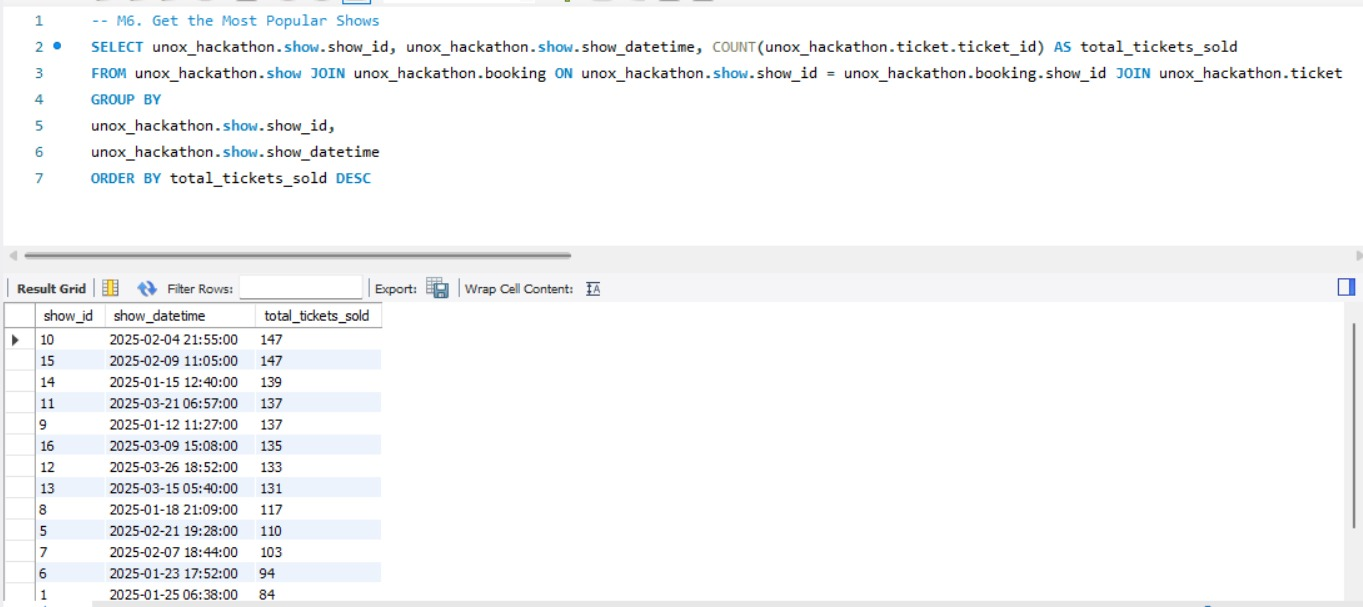 1 -- M6. Get the Most Popular Shows
2 SELECT unox_hackathon.show.show_id, unox_hackathon.show.show_datetime, COUNT(unox_hackathon.ticket.ticket_id) AS total_tickets_sold
3 FROM unox_hackathon.show JOIN unox_hackathon.booking ON unox_hackathon.show.show_id = unox_hackathon.booking.show_id JOIN unox_hackathon.ticket
4 GROUP BY
5 unox_hackathon.show.show_id,
6 unox_hackathon.show.show_datetime
7 ORDER BY total_tickets_sold DESC
Result Grid Filter Rows: Export: Wrap Cell Content: IA
show_id show_datetime total_tickets_sold
10 2025-02-04 21:55:00 147
15 2025-02-09 11:05:00 147
14 2025-01-15 12:40:00 139
11 2025-03-21 06:57:00 137
9 2025-01-12 11:27:00 137
16 2025-03-09 15:08:00 135
12 2025-03-26 18:52:00 133
13 2025-03-15 05:40:00 131
8 2025-01-18 21:09:00 117
5 2025-02-21 19:28:00 110
7 2025-02-07 18:44:00 103
6 2025-01-23 17:52:00 94
1 2025-01-25 06:38:00 84